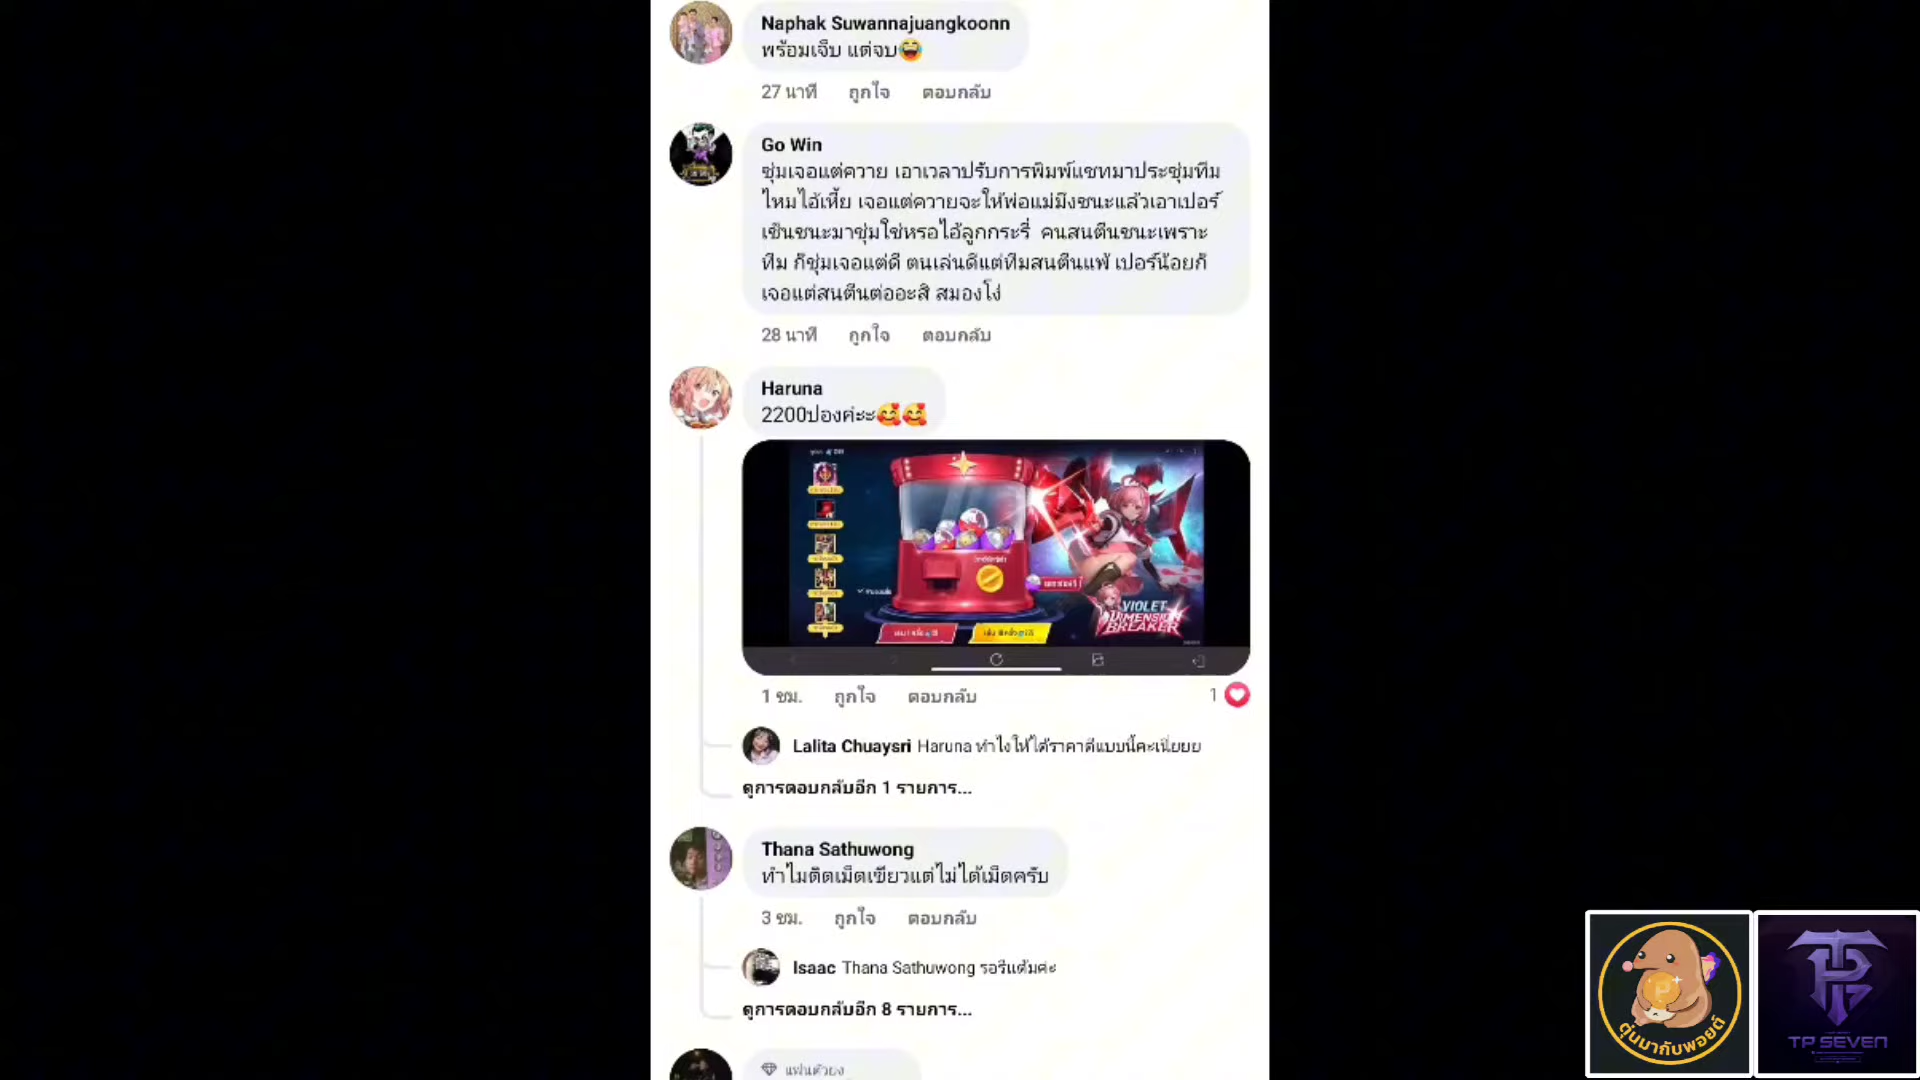 Naphak Suwannajuangkoonn
พร้อมเจ็บ แต่จบ😂
27 นาที ถูกใจ ตอบกลับ
Go Win
ซุ่มเจอแต่ควาย เอาเวลาปรับการพิมพ์แชทมาประชุ่มทีม
ไหมไอ้เหี้ย เจอแต่ควายจะให้พ่อแม่มึงชนะแล้วเอาเปอร์
เซ้นชนะมาซุ่มใช่หรอไอ้ลูกกระรี่ คนสนตีนชนะเพราะ
ทีม ก็ซุ่มเจอแต่ดี ตนเล่นดีแต่ทีมสนตีนแพ้ เปอร์น้อยก็
เจอแต่สนตีนต่ออะสิ สมองโง่
28 นาที ถูกใจ ตอบกลับ
Haruna
2200ปองค่ะะ🥰🥰
VIOLET
DIMENSION
BREAKER
1 ชม. ถูกใจ ตอบกลับ
1
Lalita Chuaysri Haruna ทำไงให้ได้ราคาดีแบบนี้คะเนี่ยยย
ดูการตอบกลับอีก 1 รายการ...
Thana Sathuwong
ทำไมติดเม็ดเขียวแต่ไม่ได้เม็ดครับ
3 ชม. ถูกใจ ตอบกลับ
Isaac Thana Sathuwong รอรีแต้มค่ะ
ดูการตอบกลับอีก 8 รายการ...
แฟนตัวยง
ตุ่นมากับพอยต์
TP SEVEN